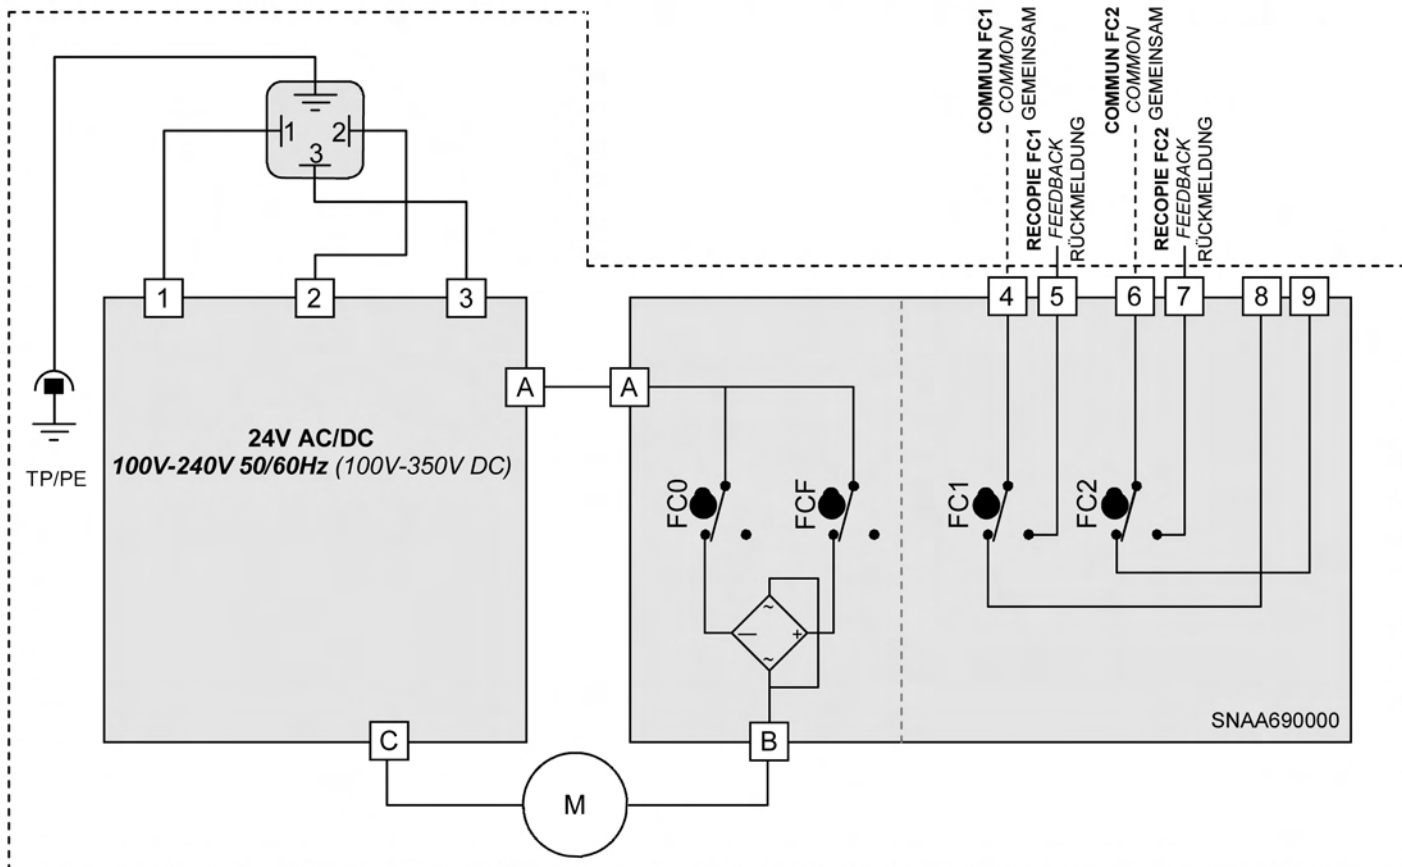 COMMUN FC1
COMMON
GEMEINSAM
RECOPIE FC1
FEEDBACK
RÜCKMELDUNG
COMMUN FC2
COMMON
GEMEINSAM
RECOPIE FC2
FEEDBACK
RÜCKMELDUNG
1 2
3
1 2 3
4 5 6 7 8 9
A A
24V AC/DC
100V-240V 50/60Hz (100V-350V DC)
TP/PE
FC0 FCF FC1 FC2
~
— +
~
SNAA690000
C B
M